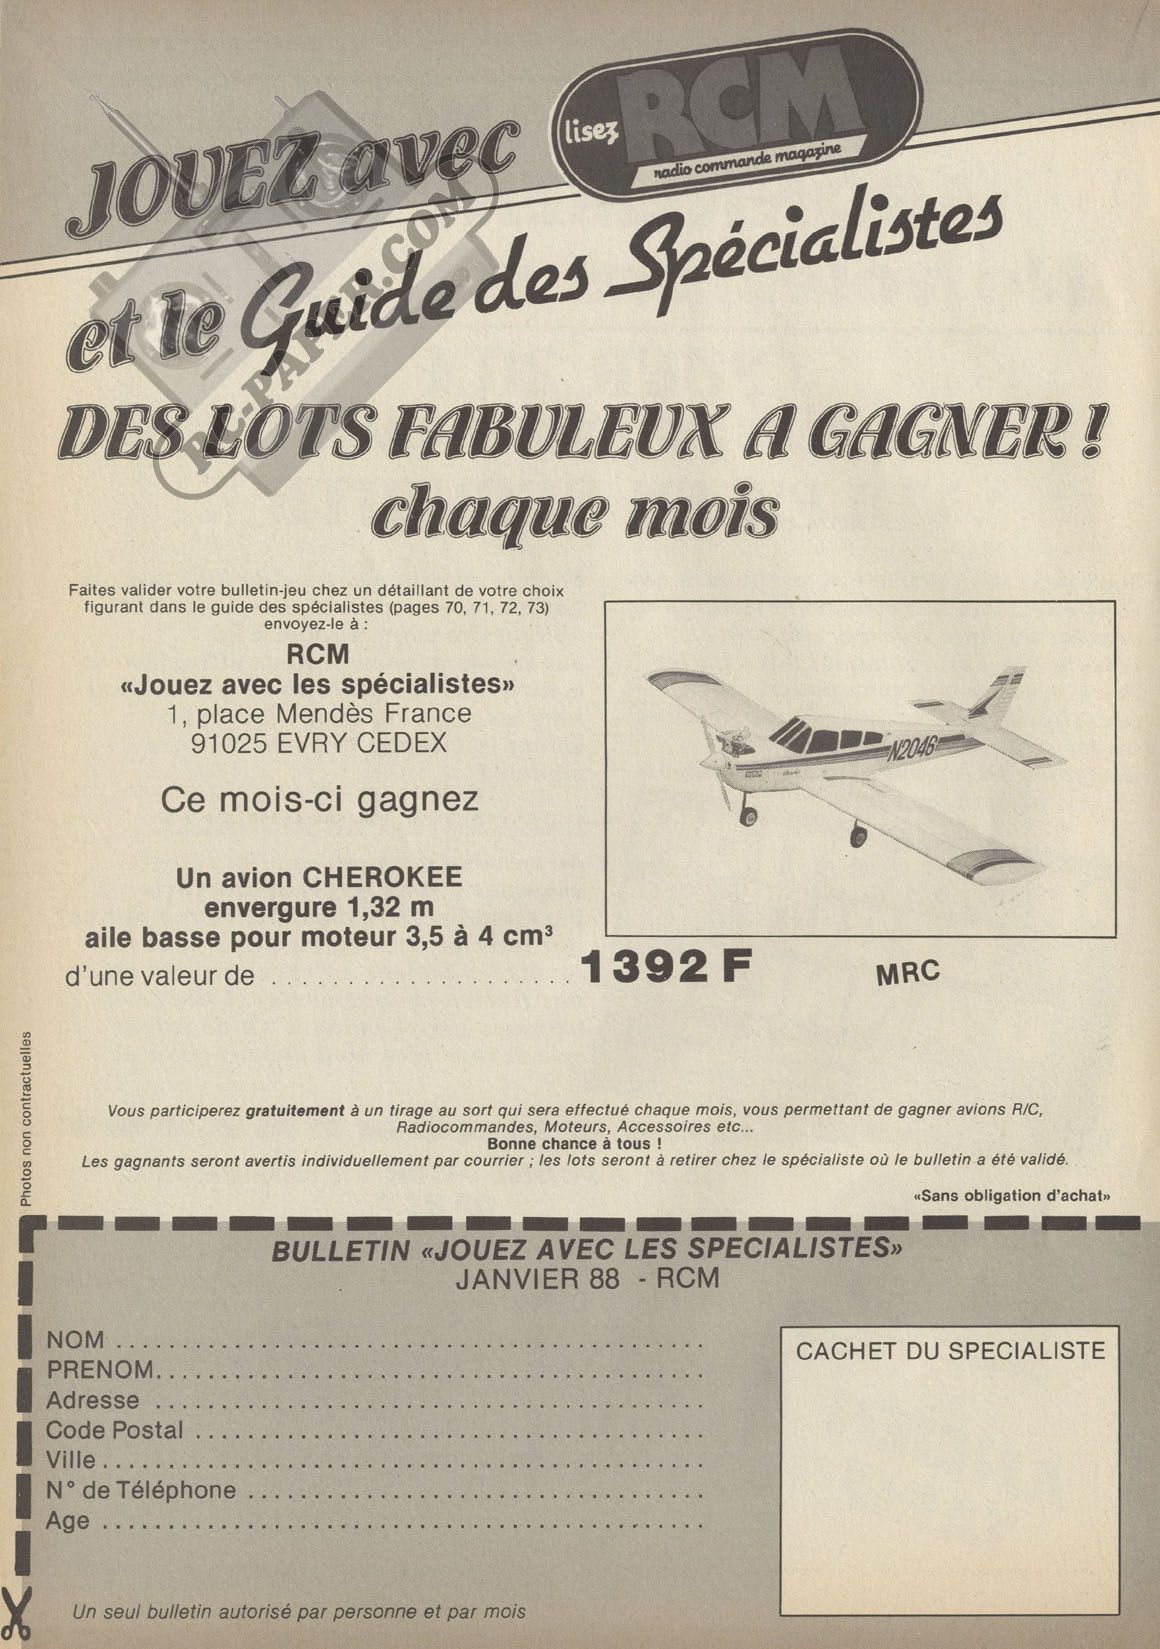 JOUEZ avec
lisez RCM
radio commande magazine
et le Guide des Spécialistes
RC-PAPER.COM
DES LOTS FABULEUX A GAGNER !
chaque mois
Faites valider votre bulletin-jeu chez un détaillant de votre choix
figurant dans le guide des spécialistes (pages 70, 71, 72, 73)
envoyez-le à :
RCM
«Jouez avec les spécialistes»
1, place Mendès France
91025 EVRY CEDEX
Ce mois-ci gagnez
Un avion CHEROKEE
envergure 1,32 m
aile basse pour moteur 3,5 à 4 cm³
d'une valeur de .................... 1392 F
N2046
MRC
Photos non contractuelles
Vous participerez gratuitement à un tirage au sort qui sera effectué chaque mois, vous permettant de gagner avions R/C,
Radiocommandes, Moteurs, Accessoires etc...
Bonne chance à tous !
Les gagnants seront avertis individuellement par courrier ; les lots seront à retirer chez le spécialiste où le bulletin a été validé.
«Sans obligation d'achat»
BULLETIN «JOUEZ AVEC LES SPECIALISTES»
JANVIER 88 - RCM
NOM ..................................................
PRENOM..................................................
Adresse ..................................................
Code Postal ..................................................
Ville..................................................
N° de Téléphone ..................................................
Age ..................................................
CACHET DU SPECIALISTE
Un seul bulletin autorisé par personne et par mois